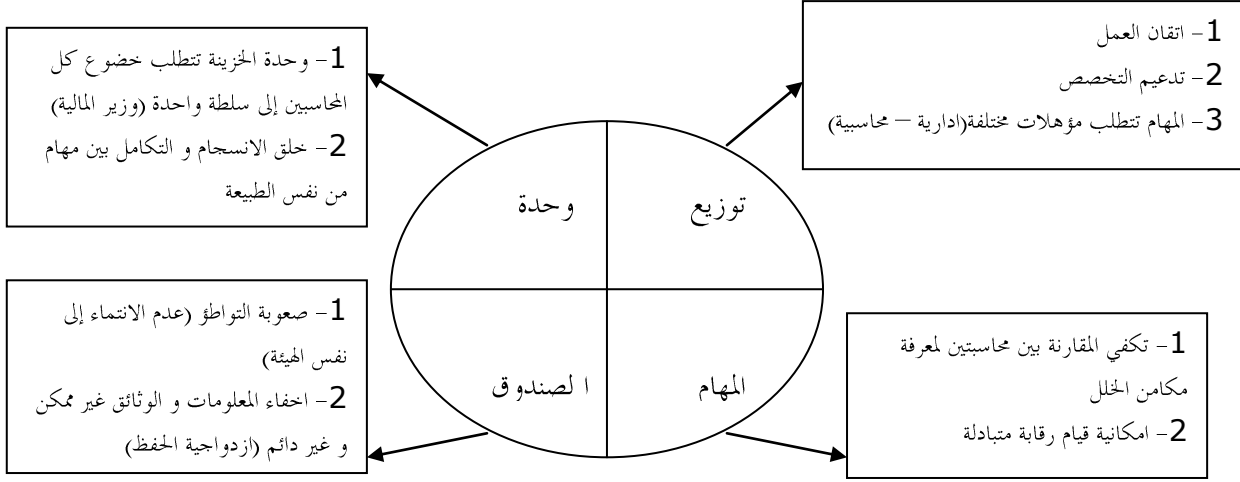 1- اتقان العمل
2- تدعيم التخصص
3- المهام تتطلب مؤهلات مختلفة(ادارية – محاسبية)
1- وحدة الخزينة تتطلب خضوع كل
المحاسبين إلى سلطة واحدة (وزير المالية)
2- خلق الانسجام و التكامل بين مهام
من نفس الطبيعة
توزيع
وحدة
المهام
ا لصندوق
1- تكفي المقارنة بين محاسبتين لمعرفة
مكامن الخلل
2- امكانية قيام رقابة متبادلة
1- صعوبة التواطؤ (عدم الانتماء إلى
نفس الهيئة)
2- اخفاء المعلومات و الوثائق غير ممكن
و غير دائم (ازدواجية الحفظ)